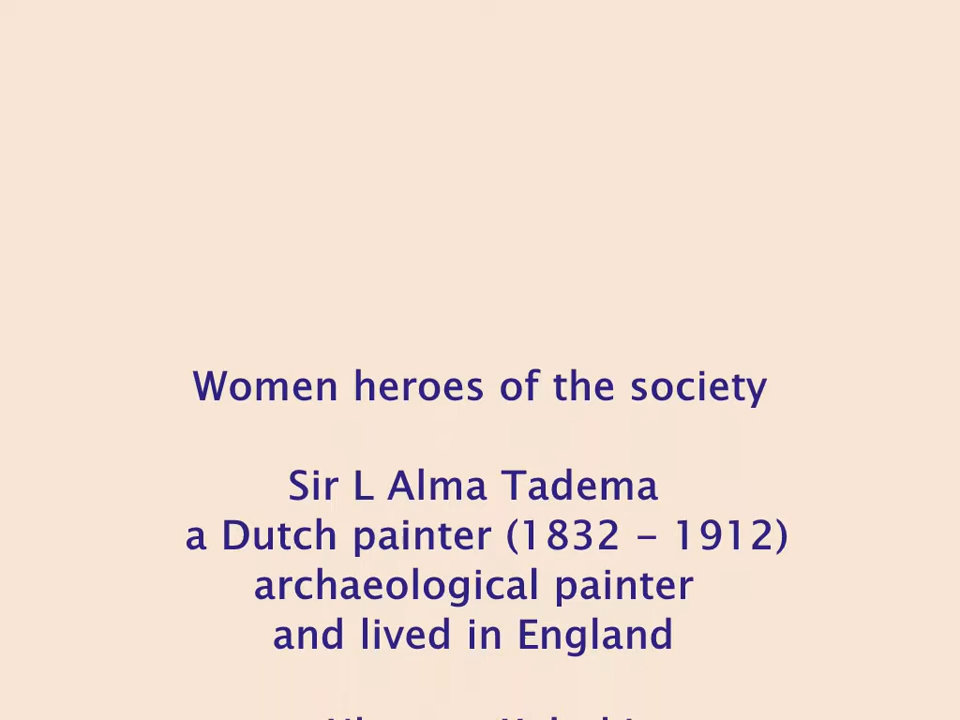 Women heroes of the society
Sir L Alma Tadema
a Dutch painter (1832 - 1912)
archaeological painter
and lived in England